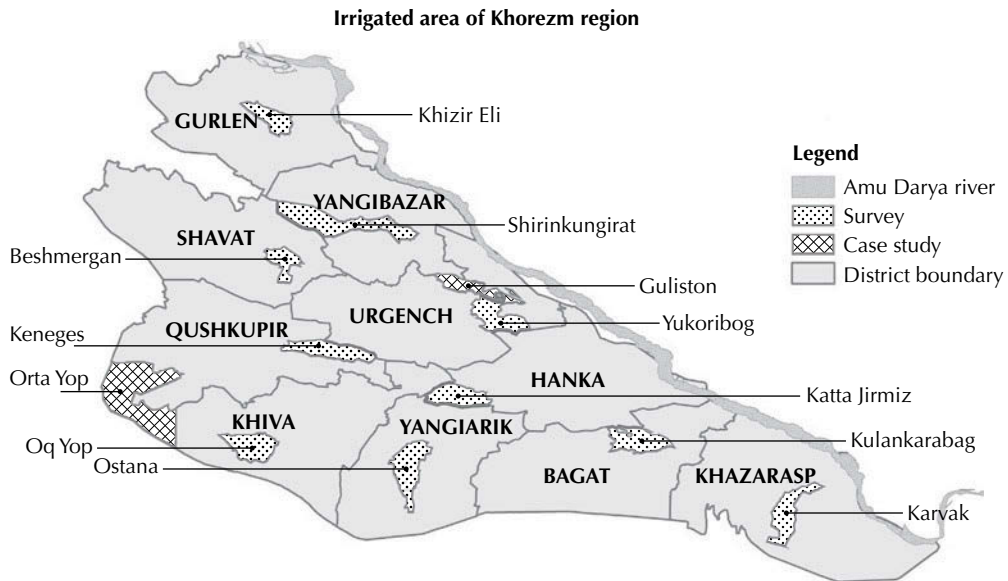 Irrigated area of Khorezm region
GURLEN
Khizir Eli
Legend
Amu Darya river
Survey
Case study
District boundary
YANGIBAZAR
Shirinkungirat
SHAVAT
Beshmergan
Guliston
URGENCH
Yukoribog
QUSHKUPIR
Keneges
Orta Yop
HANKA
Katta Jirmiz
KHIVA
YANGIARIK
Oq Yop
Ostana
Kulankarabag
BAGAT
KHAZARASP
Karvak